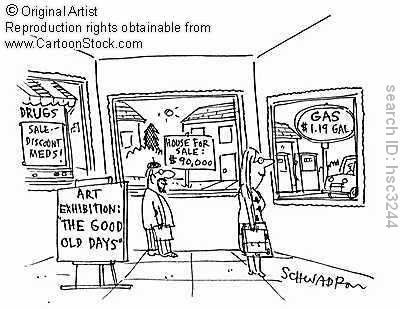 © Original Artist
Reproduction rights obtainable from
www.CartoonStock.com
DRUGS
SALE-
DISCOUNT
MEDS!
HOUSE FOR
SALE:
$90,000
GAS
$1.19 GAL
ART
EXHIBITION:
"THE GOOD
OLD DAYS"
SCHWADRON
search ID: hsc3244